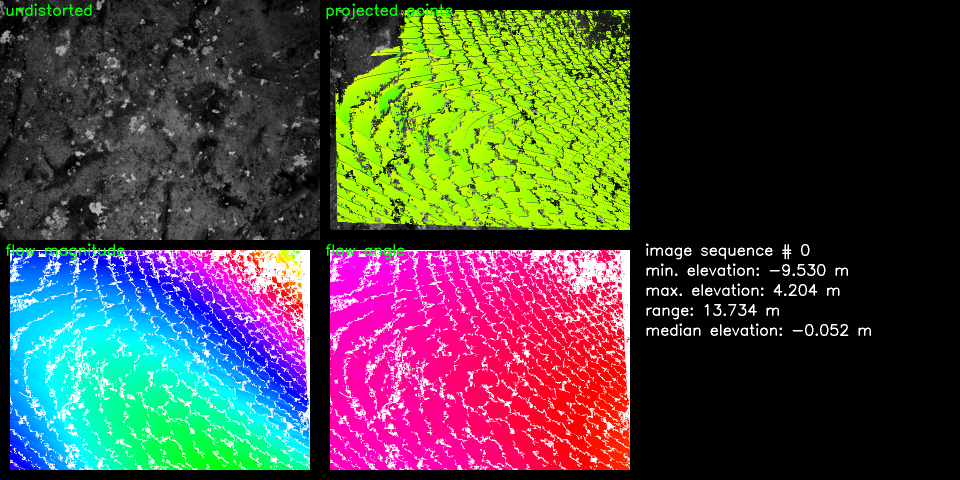 undistorted
projected points
flow magnitude
flow angle
image sequence # 0
min. elevation: -9.530 m
max. elevation: 4.204 m
range: 13.734 m
median elevation: -0.052 m